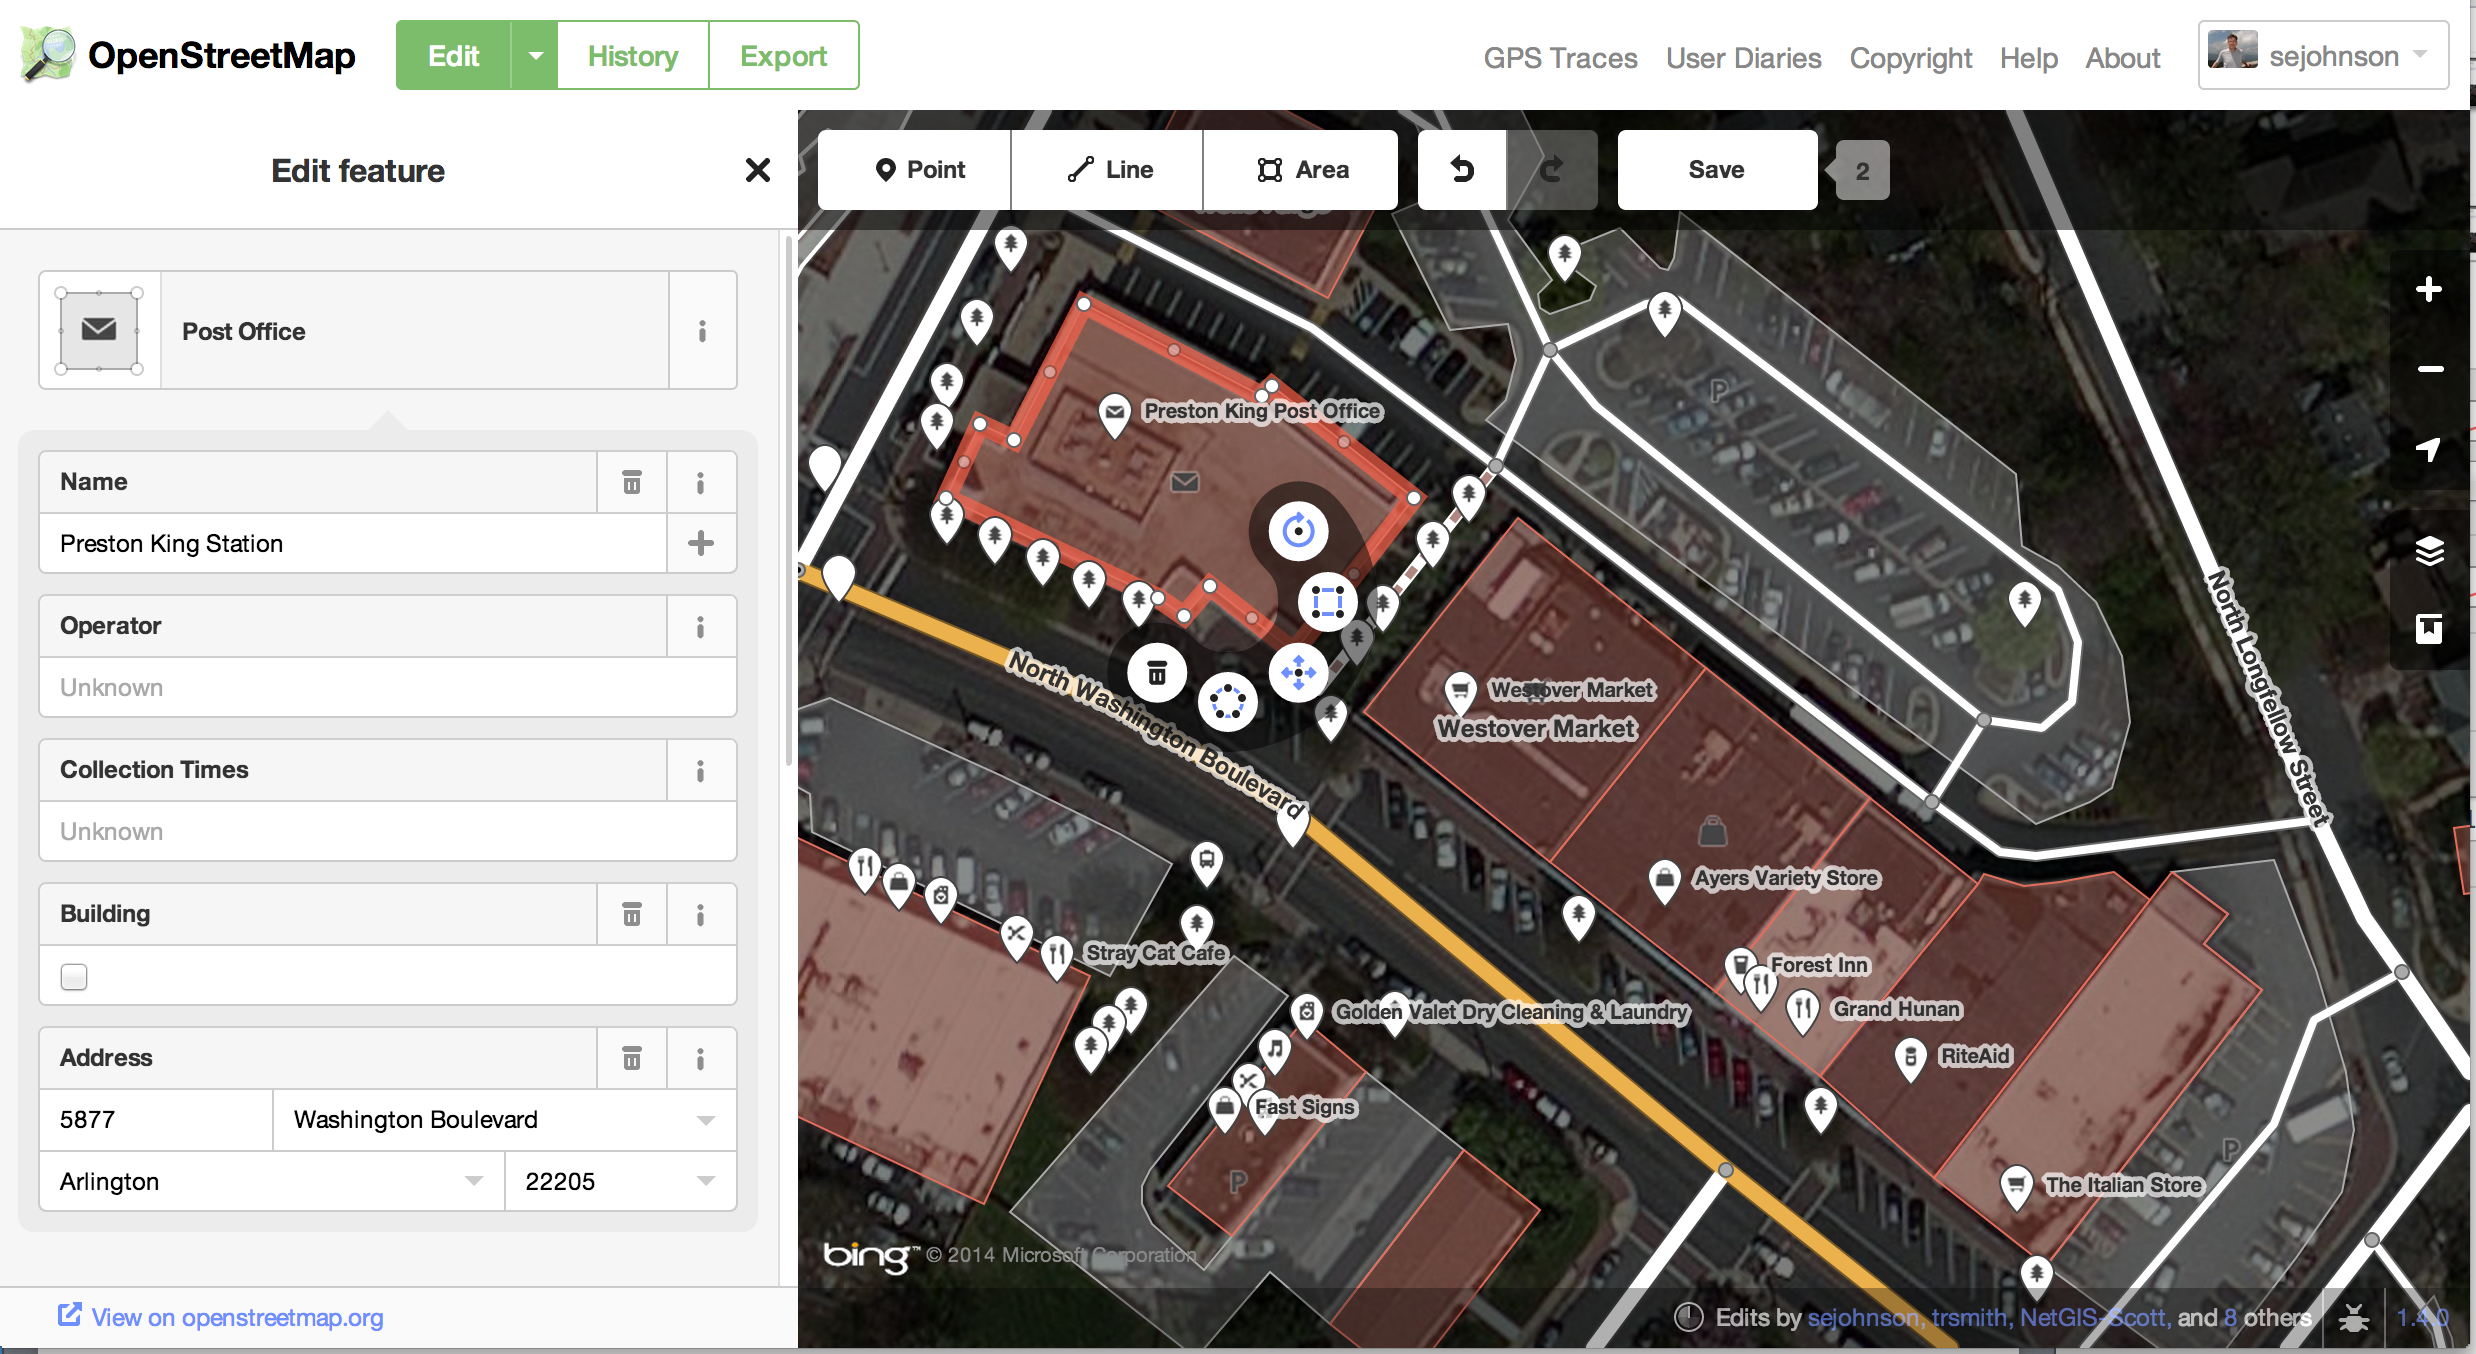 OpenStreetMap
Edit
History
Export
GPS Traces
User Diaries
Copyright
Help
About
sejohnson
Edit feature
Point
Line
Area
Save
2
Post Office
Name
Preston King Station
Operator
Unknown
Collection Times
Unknown
Building
Address
5877
Washington Boulevard
Arlington
22205
View on openstreetmap.org
Preston King Post Office
P
North Longfellow Street
North Washington Boulevard
Westover Market
Westover Market
Ayers Variety Store
Stray Cat Cafe
Forest Inn
Grand Hunan
Golden Valet Dry Cleaning & Laundry
RiteAid
Fast Signs
P
P
The Italian Store
bing™ © 2014 Microsoft Corporation
Edits by sejohnson, trsmith, NetGIS-Scott, and 8 others
1.4.0